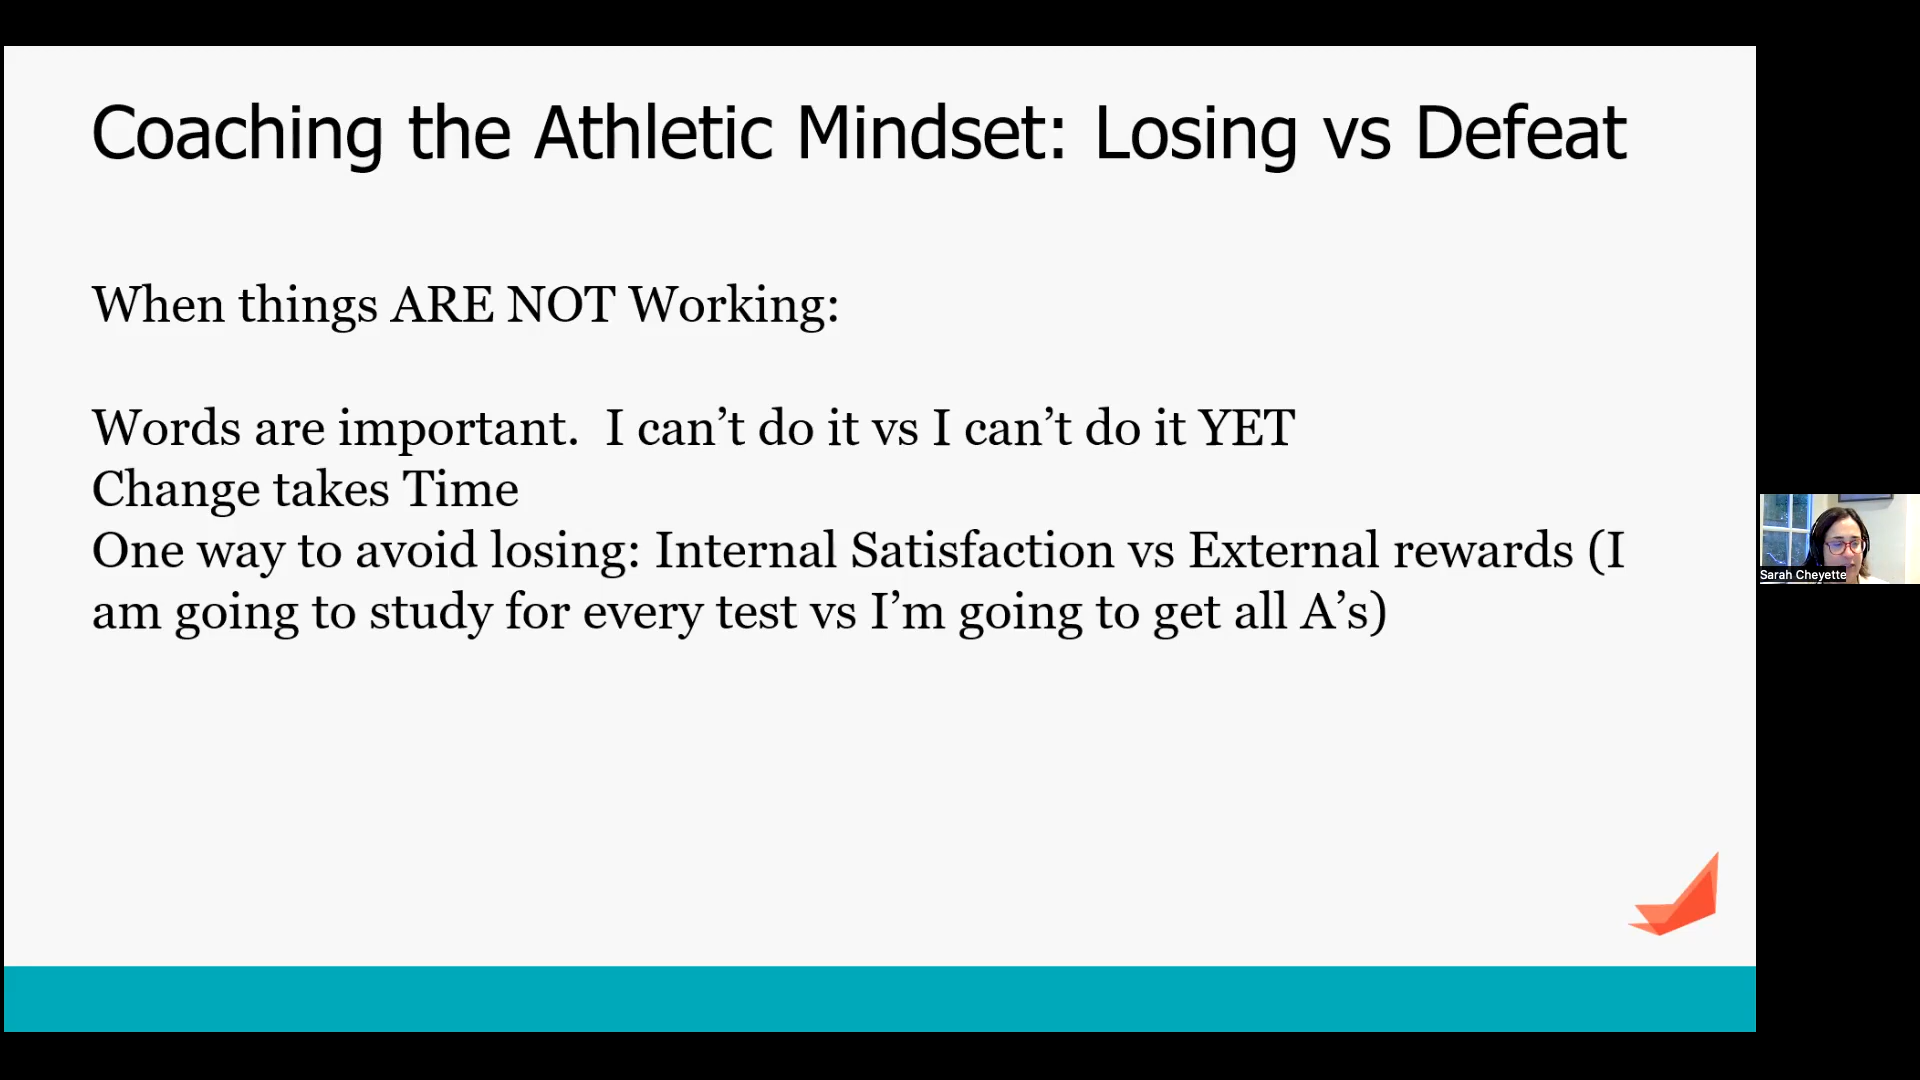 Coaching the Athletic Mindset: Losing vs Defeat
When things ARE NOT Working:
Words are important.  I can’t do it vs I can’t do it YET
Change takes Time
One way to avoid losing: Internal Satisfaction vs External rewards (I
am going to study for every test vs I’m going to get all A’s)
Sarah Cheyette